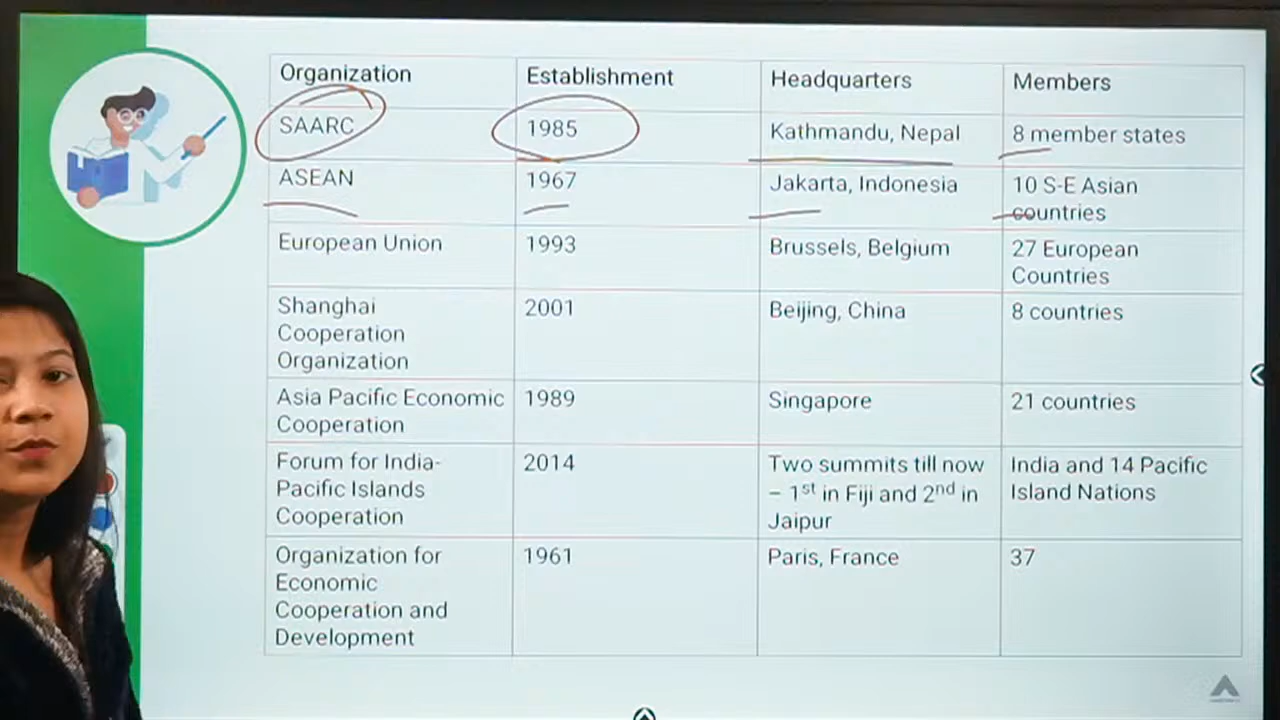 Organization Establishment Headquarters Members
SAARC 1985 Kathmandu, Nepal 8 member states
ASEAN 1967 Jakarta, Indonesia 10 S-E Asian
countries
European Union 1993 Brussels, Belgium 27 European
Countries
Shanghai 2001 Beijing, China 8 countries
Cooperation
Organization
Asia Pacific Economic 1989 Singapore 21 countries
Cooperation
Forum for India- 2014 Two summits till now India and 14 Pacific
Pacific Islands – 1st in Fiji and 2nd in Island Nations
Cooperation Jaipur
Organization for 1961 Paris, France 37
Economic
Cooperation and
Development